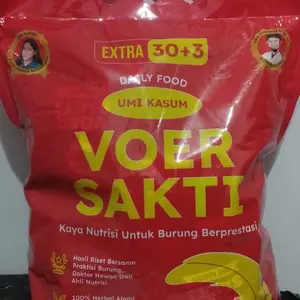 EXTRA 30+3
DAILY FOOD
UMI KASUM
VOER
SAKTI
Kaya Nutrisi Untuk Burung Berprestasi
Hasil Riset Bersama
Praktisi Burung,
Doktor Hewan Dan
Ahli Nutrisi
100% Herbal Alami